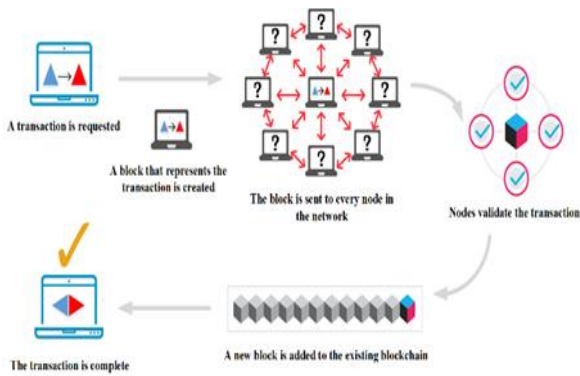 A transaction is requested
A block that represents the
transaction is created
? ? ?
? A→ ?
? ? ?
The block is sent to every node in
the network
Nodes validate the transaction
A new block is added to the existing blockchain
The transaction is complete